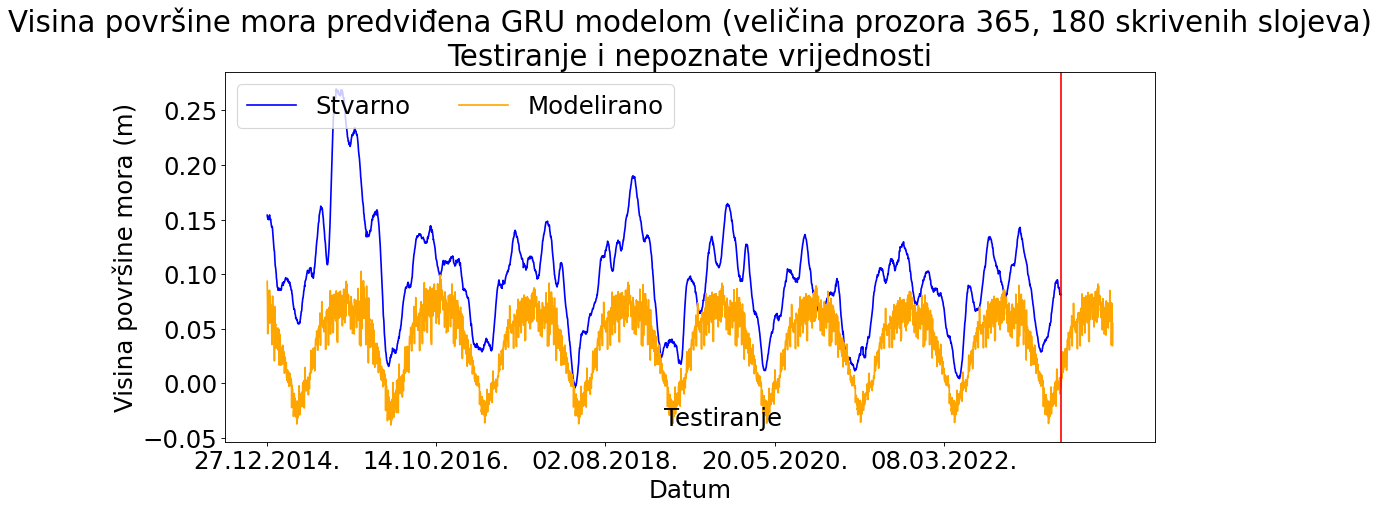 Visina površine mora predviđena GRU modelom (veličina prozora 365, 180 skrivenih slojeva)
Testiranje i nepoznate vrijednosti
Stvarno
Modelirano
Visina površine mora (m)
0.25
0.20
0.15
0.10
0.05
0.00
−0.05
Testiranje
27.12.2014.
14.10.2016.
02.08.2018.
20.05.2020.
08.03.2022.
Datum